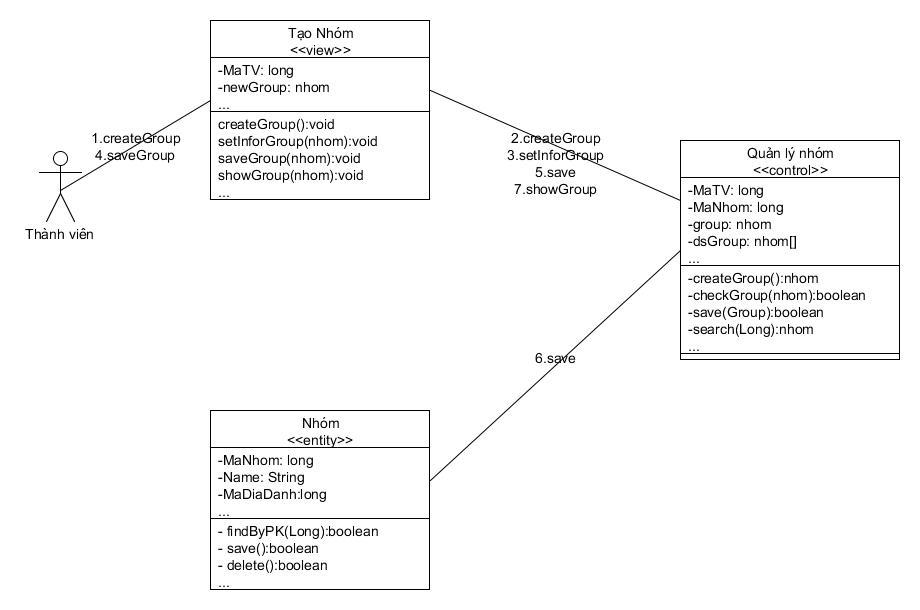 Tạo Nhóm
<<view>>
-MaTV: long
-newGroup: nhom
...
createGroup():void
setInforGroup(nhom):void
saveGroup(nhom):void
showGroup(nhom):void
...
1.createGroup
4.saveGroup
Thành viên
2.createGroup
3.setInforGroup
5.save
7.showGroup
Quản lý nhóm
<<control>>
-MaTV: long
-MaNhom: long
-group: nhom
-dsGroup: nhom[]
...
-createGroup():nhom
-checkGroup(nhom):boolean
-save(Group):boolean
-search(Long):nhom
...
6.save
Nhóm
<<entity>>
-MaNhom: long
-Name: String
-MaDiaDanh:long
...
- findByPK(Long):boolean
- save():boolean
- delete():boolean
...